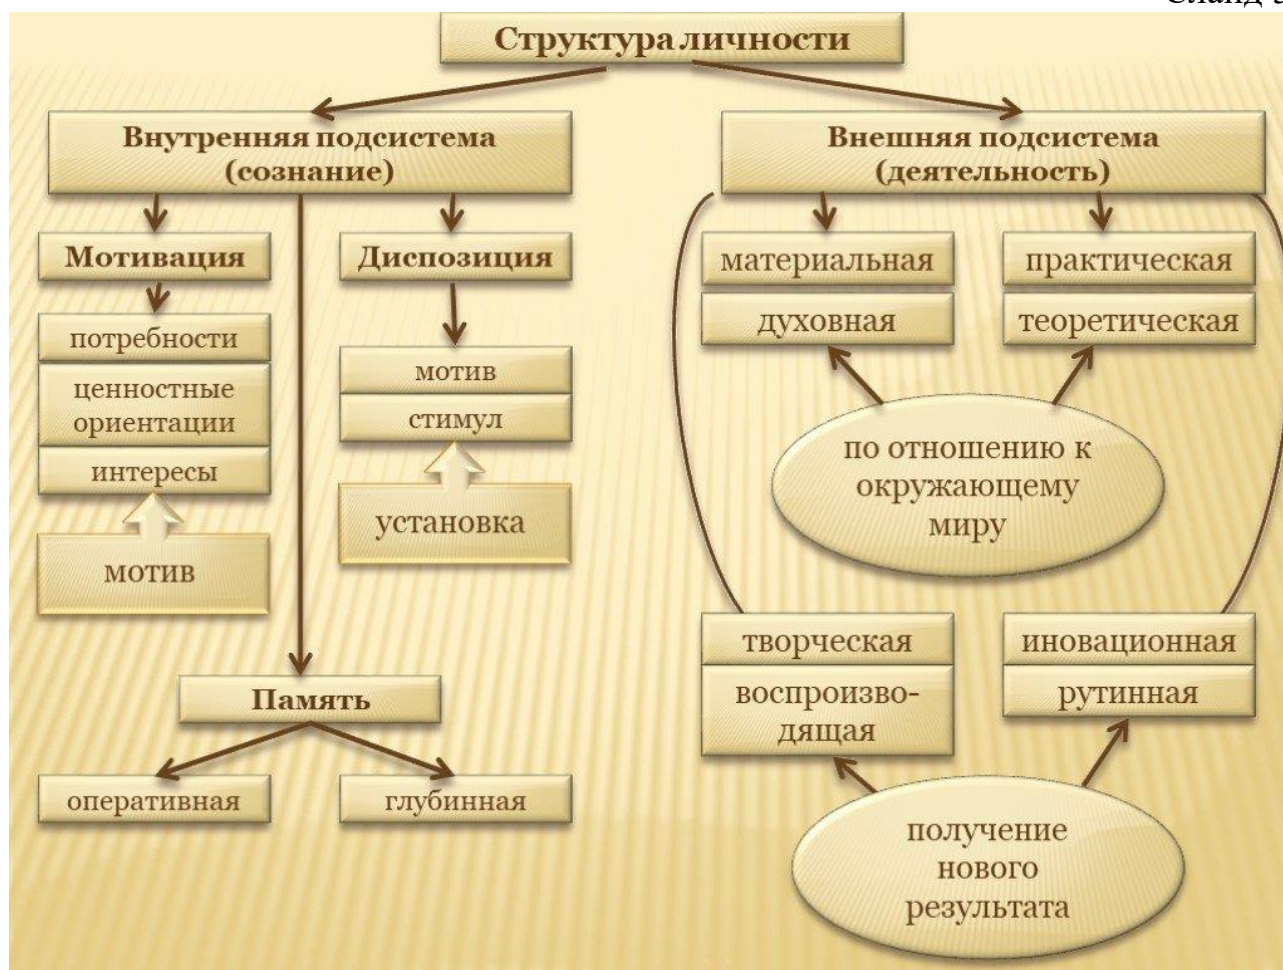 Структура личности
Внутренняя подсистема
(сознание)
Мотивация
потребности
ценностные
ориентации
интересы
мотив
Диспозиция
мотив
стимул
установка
Память
оперативная
глубинная
Внешняя подсистема
(деятельность)
материальная
духовная
практическая
теоретическая
по отношению к
окружающему
миру
творческая
воспроизво-
дящая
иновационная
рутинная
получение
нового
результата